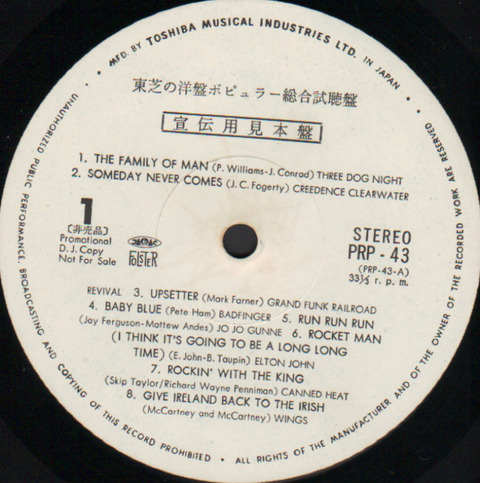 MFD. BY TOSHIBA MUSICAL INDUSTRIES LTD. IN JAPAN
東芝の洋盤ポピュラー総合試聴盤
宣伝用見本盤
1. THE FAMILY OF MAN (P. Williams-J. Conrad) THREE DOG NIGHT
2. SOMEDAY NEVER COMES (J. C. Fogerty) CREEDENCE CLEARWATER
1
[非売品]
Promotional
D. J. Copy
Not For Sale
FOLSTER
STEREO
PRP - 43
(PRP-43-A)
33⅓ r. p. m.
REVIVAL 3. UPSETTER (Mark Farner) GRAND FUNK RAILROAD
4. BABY BLUE (Pete Ham) BADFINGER 5. RUN RUN RUN
(Jay Ferguson-Mattew Andes) JO JO GUNNE 6. ROCKET MAN
(I THINK IT'S GOING TO BE A LONG LONG
TIME) (E. John-B. Taupin) ELTON JOHN
7. ROCKIN' WITH THE KING
(Skip Taylor/Richard Wayne Penniman) CANNED HEAT
8. GIVE IRELAND BACK TO THE IRISH
(McCartney and McCartney) WINGS
UNAUTHORIZED PUBLIC PERFORMANCE, BROADCASTING AND COPYING OF THIS RECORD PROHIBITED • ALL RIGHTS OF THE MANUFACTURER AND OF THE OWNER OF THE RECORDED WORK ARE RESERVED